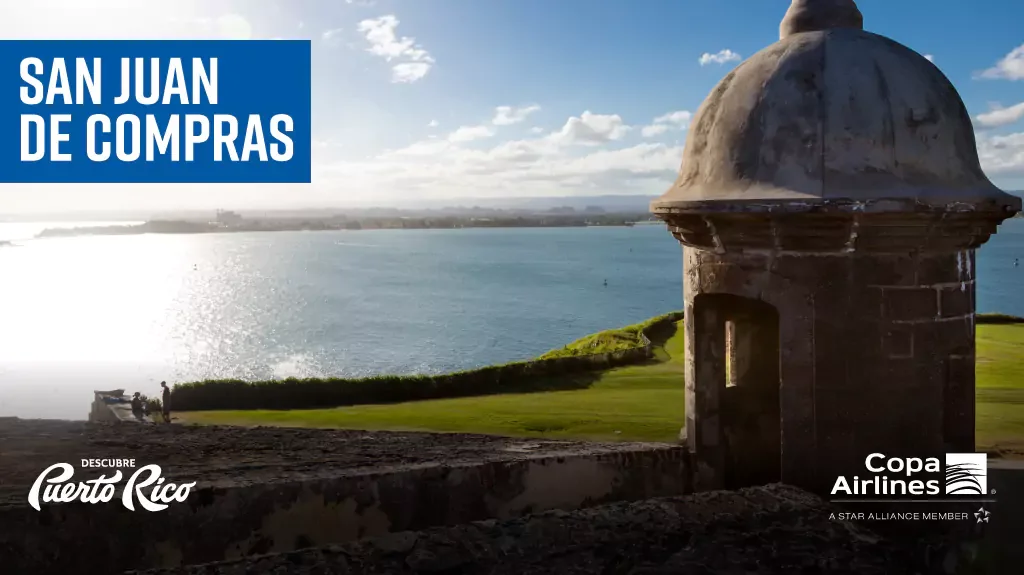 SAN JUAN
DE COMPRAS
DESCUBRE
Puerto Rico
Copa
Airlines
A STAR ALLIANCE MEMBER